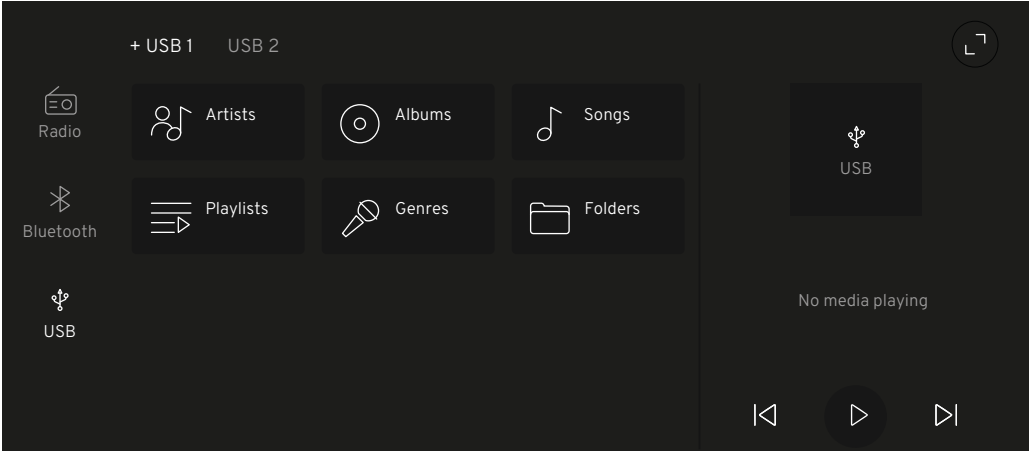 + USB 1
USB 2
Radio
Bluetooth
USB
Artists
Albums
Songs
Playlists
Genres
Folders
USB
No media playing